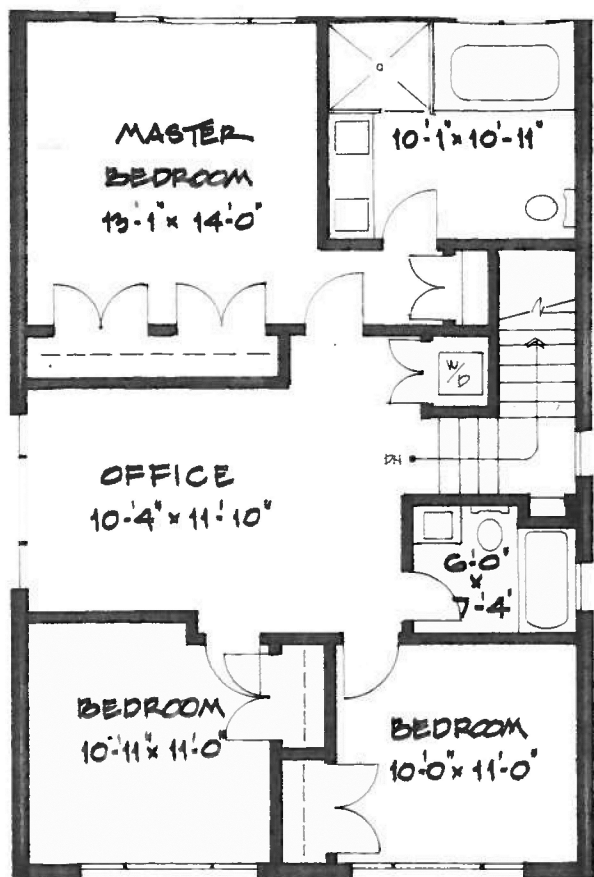 MASTER
BEDROOM
13'-1" x 14'-0"
10'-1" x 10'-11"
W/D
DN
OFFICE
10'-4" x 11'-10"
6'-0"
x
7'-4'
BEDROOM
10'-11" x 11'-0"
BEDROOM
10'-0" x 11'-0"